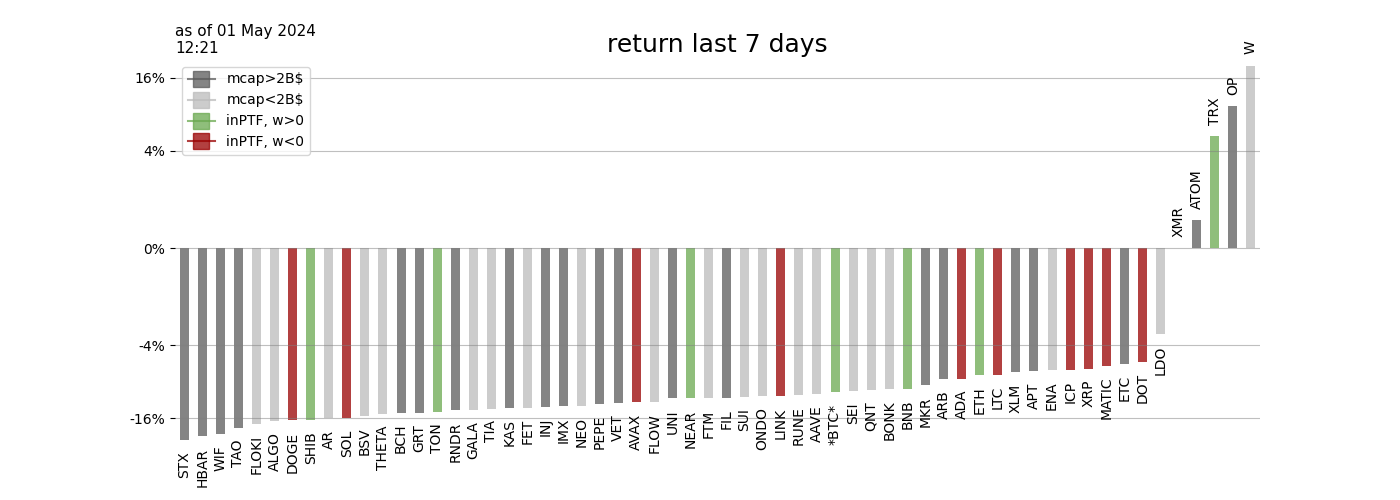 as of 01 May 2024
12:21
return last 7 days
mcap>2B$
mcap<2B$
inPTF, w>0
inPTF, w<0
16%
4%
0%
-4%
-16%
STX
HBAR
WIF
TAO
FLOKI
ALGO
DOGE
SHIB
AR
SOL
BSV
THETA
BCH
GRT
TON
RNDR
GALA
TIA
KAS
FET
INJ
IMX
NEO
PEPE
VET
AVAX
FLOW
UNI
NEAR
FTM
FIL
SUI
ONDO
LINK
RUNE
AAVE
*BTC*
SEI
QNT
BONK
BNB
MKR
ARB
ADA
ETH
LTC
XLM
APT
ENA
ICP
XRP
MATIC
ETC
DOT
LDO
XMR
ATOM
TRX
OP
W